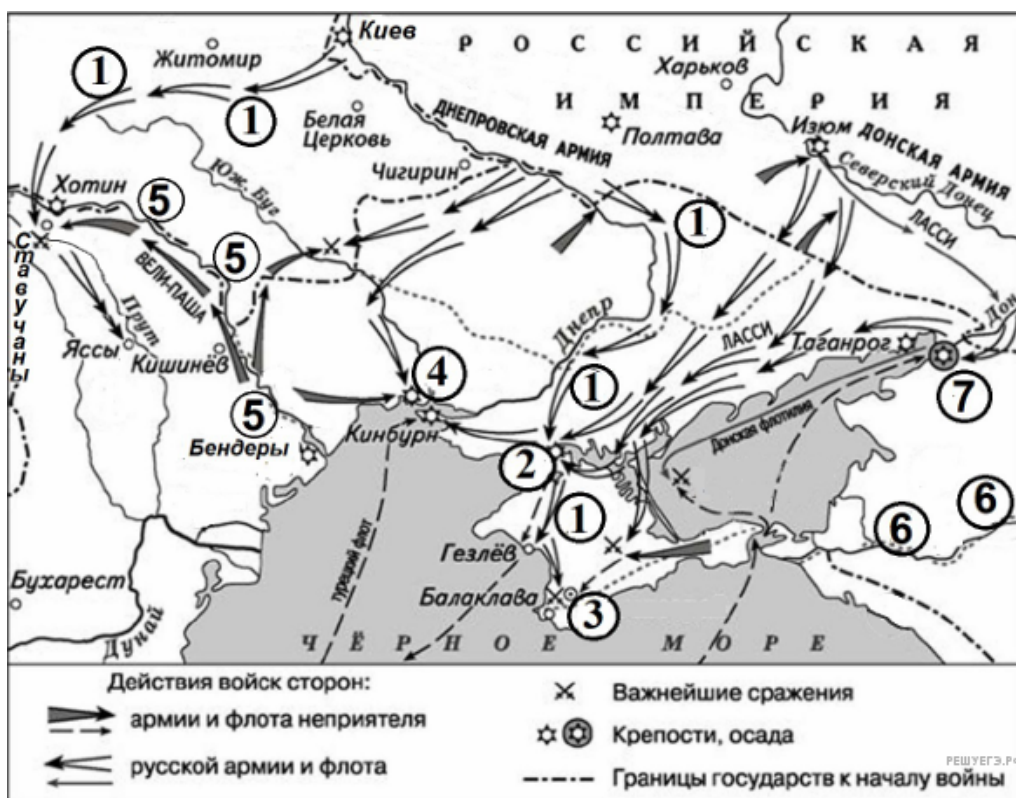 Киев
Р О С С И Й С К А Я
И М П Е Р И Я
1
Житомир
1
Белая
Церковь
Харьков
ДНЕПРОВСКАЯ АРМИЯ
Полтава
Изюм
ДОНСКАЯ АРМИЯ
Северский Донец
Чигирин
Юж. Буг
Хотин
5
5
1
ЛАССИ
Ставучаны
ВЕЛИ-ПАША
Прут
Яссы
Кишинёв
Днепр
ЛАССИ
Дон
Таганрог
4
1
7
5
Кинбурн
Донская флотилия
Бендеры
2
1
6
6
турецкий флот
Гезлёв
Бухарест
Балаклава
3
Дунай
Ч Ё Р Н О Е М О Р Е
Действия войск сторон:
армии и флота неприятеля
русской армии и флота
Важнейшие сражения
Крепости, осада
Границы государств к началу войны
РЕШУЕГЭ.РФ